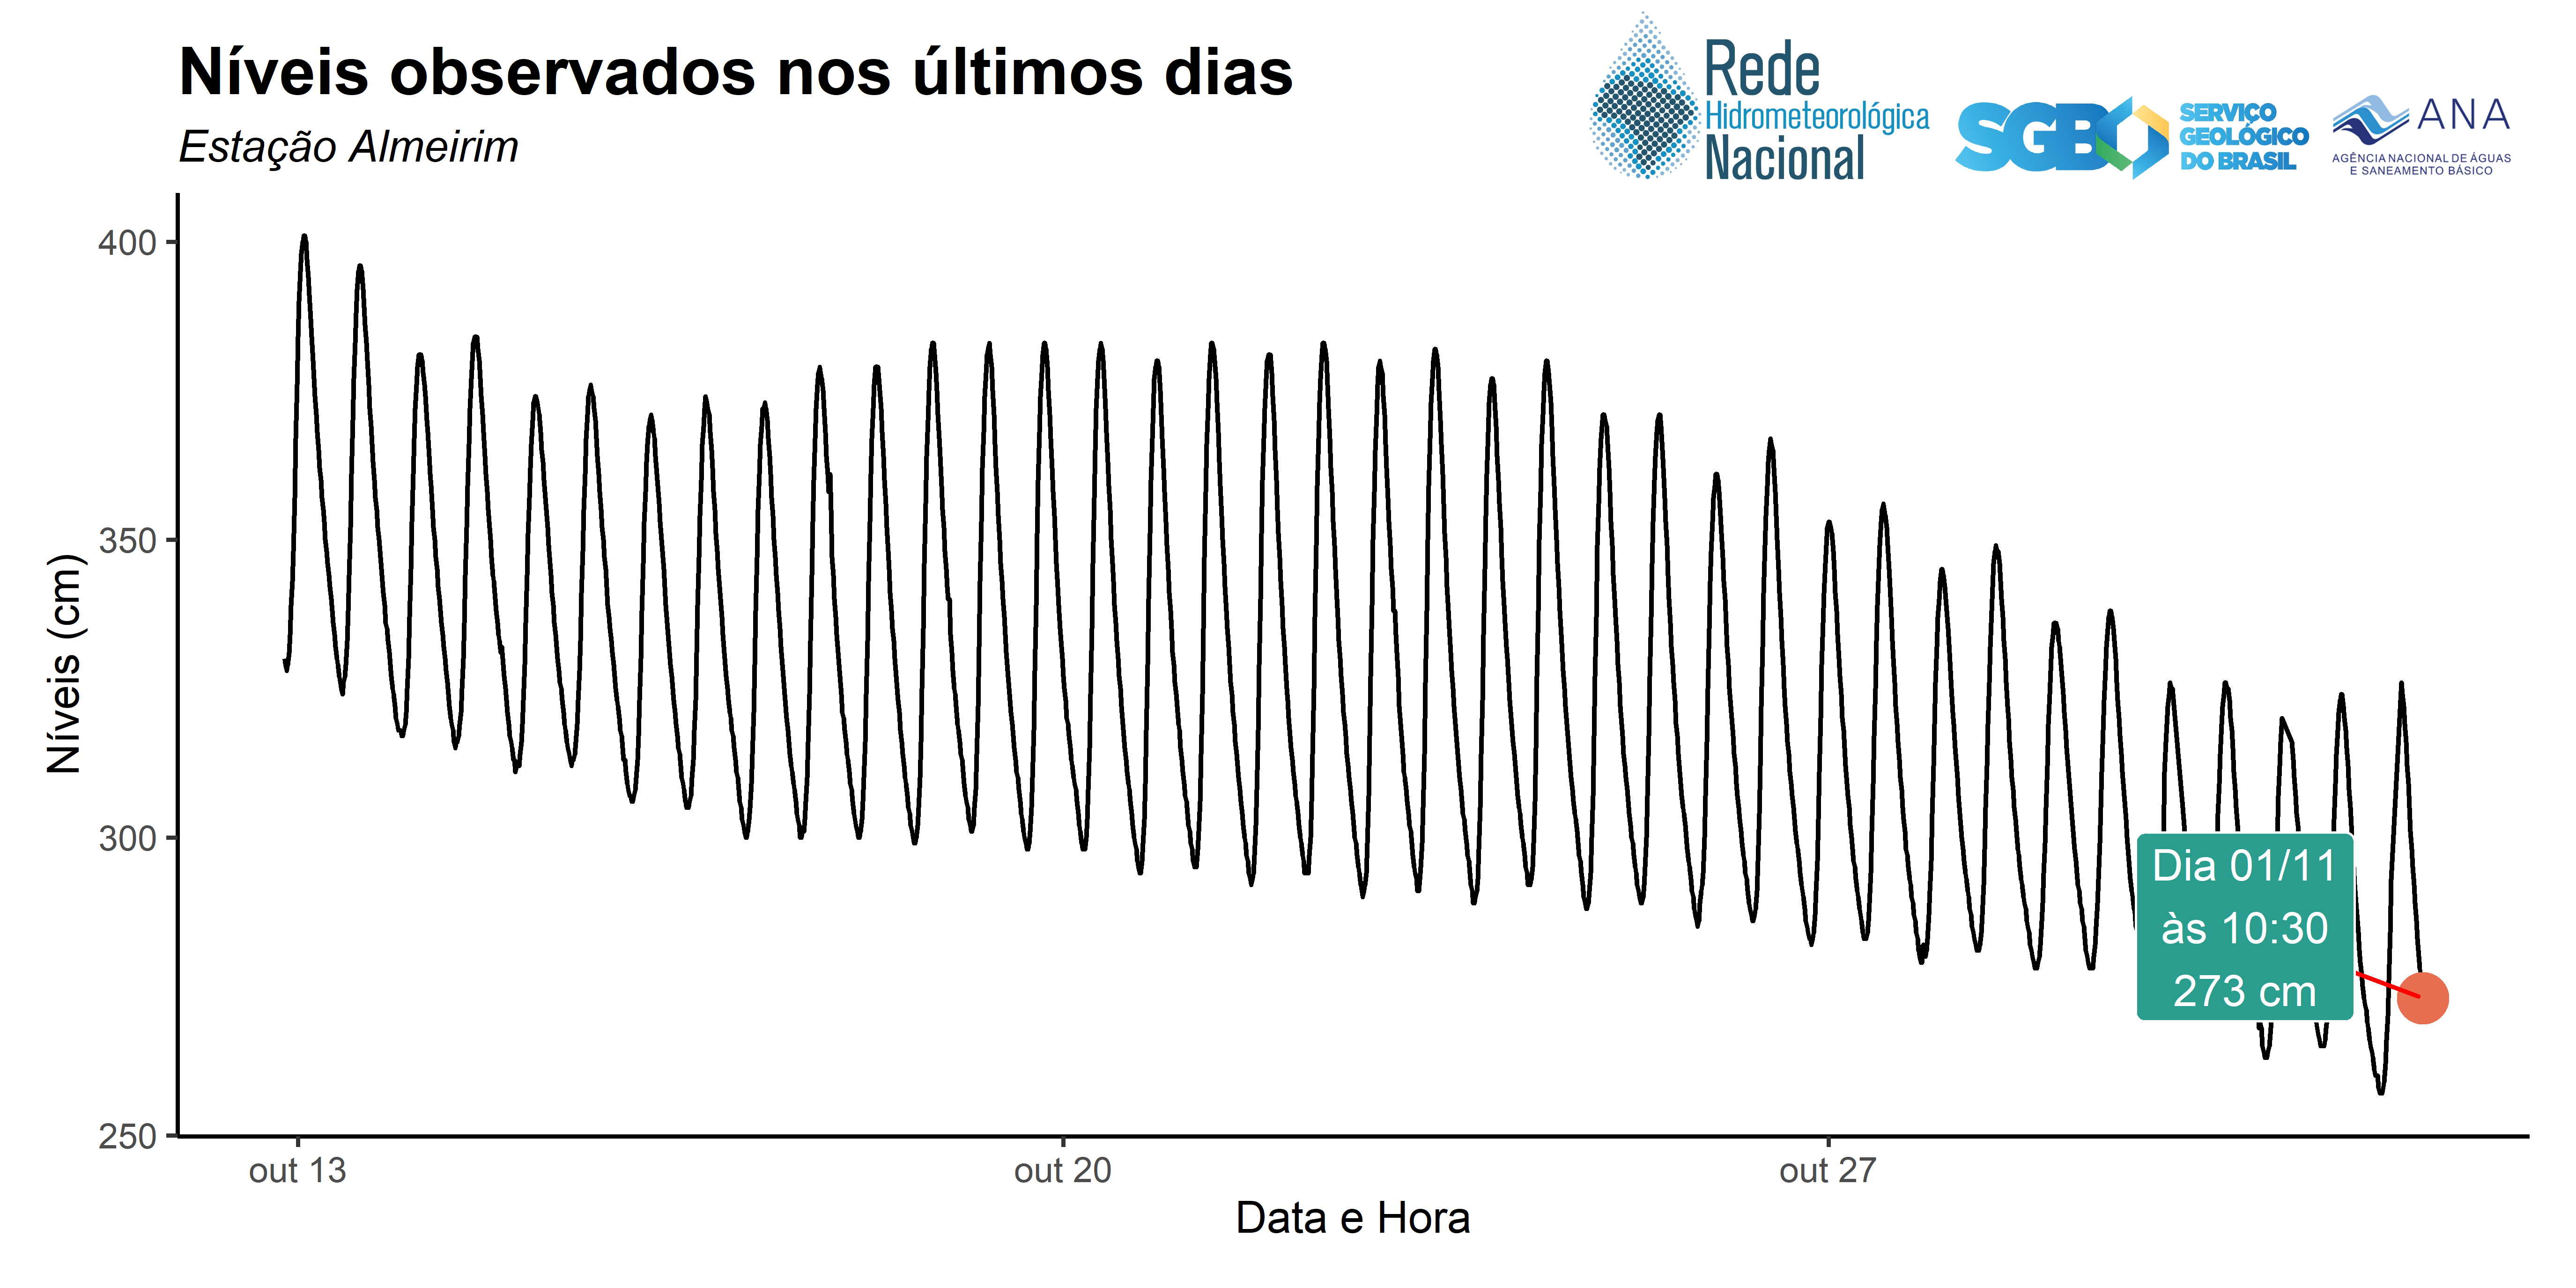 Níveis observados nos últimos dias
Estação Almeirim
Rede
Hidrometeorológica
Nacional
SGB
SERVIÇO
GEOLÓGICO
DO BRASIL
ANA
AGÊNCIA NACIONAL DE ÁGUAS
E SANEAMENTO BÁSICO
Níveis (cm)
400
350
300
250
Dia 01/11
às 10:30
273 cm
out 13
out 20
out 27
Data e Hora